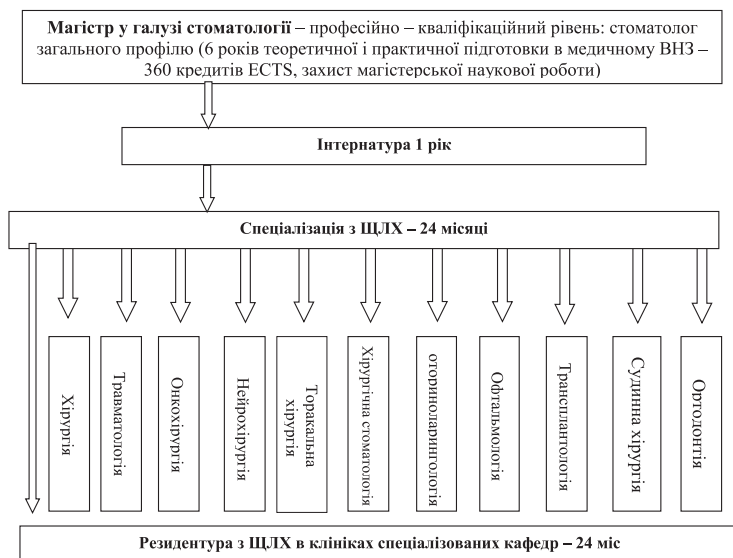 Магістр у галузі стоматології – професійно – кваліфікаційний рівень: стоматолог
загального профілю (6 років теоретичної і практичної підготовки в медичному ВНЗ –
360 кредитів ECTS, захист магістерської наукової роботи)
Інтернатура 1 рік
Спеціалізація з ЩЛХ – 24 місяці
Хірургія
Травматологія
Онкохірургія
Нейрохірургія
Торакальна
хірургія
Хірургічна стоматологія
оториноларингологія
Офтальмологія
Трансплантологія
Судинна хірургія
Ортодонтія
Резидентура з ЩЛХ в клініках спеціалізованих кафедр – 24 міс